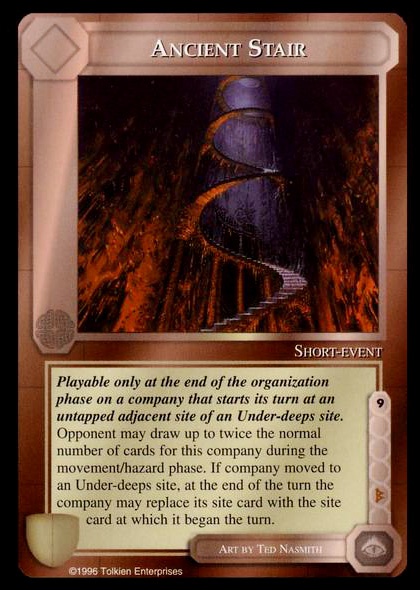 ANCIENT STAIR
SHORT-EVENT
Playable only at the end of the organization
phase on a company that starts its turn at an
untapped adjacent site of an Under-deeps site.
Opponent may draw up to twice the normal
number of cards for this company during the
movement/hazard phase. If company moved to
an Under-deeps site, at the end of the turn the
company may replace its site card with the site
card at which it began the turn.
9
ART BY TED NASMITH
©1996 Tolkien Enterprises